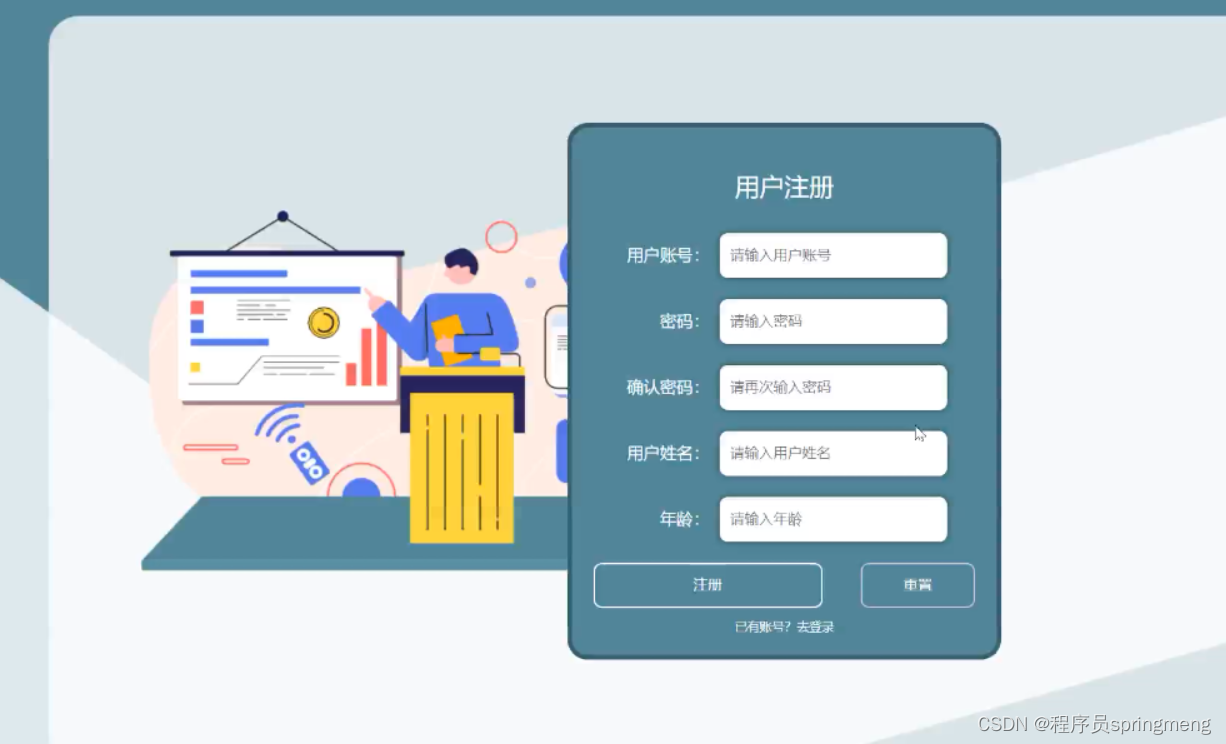 用户注册
用户账号： 请输入用户账号
密码： 请输入密码
确认密码： 请再次输入密码
用户姓名： 请输入用户姓名
年龄： 请输入年龄
注册 重置
已有账号？去登录
CSDN @程序员springmeng